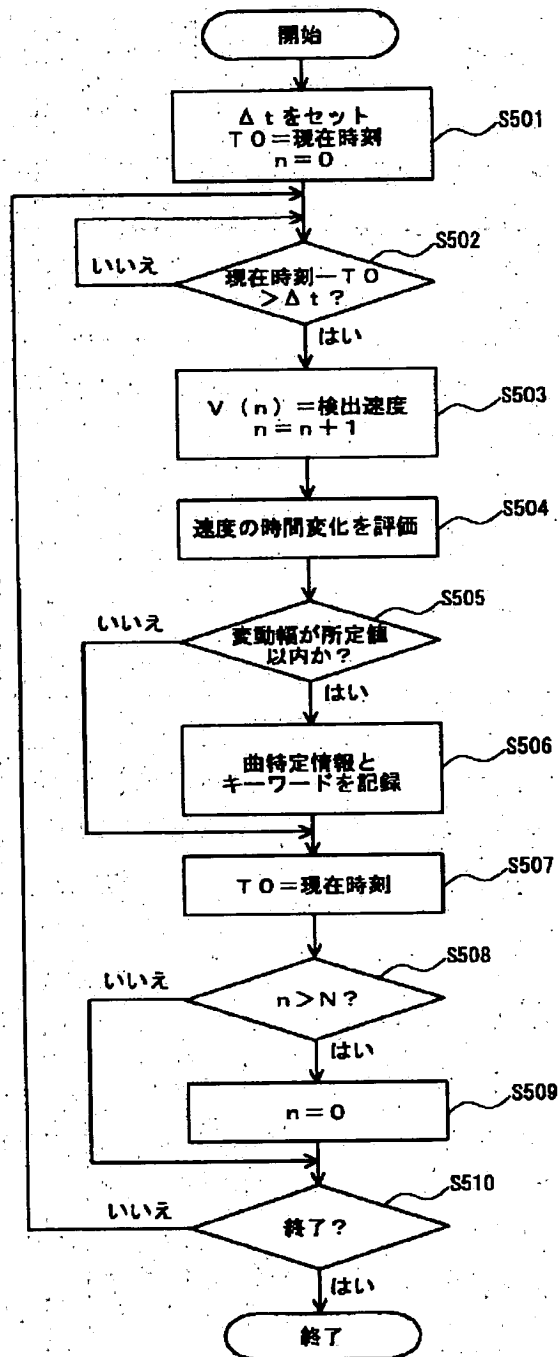 開始
Δtをセット
T0=現在時刻
n=0
S501
S502
いいえ
現在時刻-T0
>Δt?
はい
V(n)=検出速度
n=n+1
S503
速度の時間変化を評価
S504
S505
いいえ
変動幅が所定値
以内か?
はい
曲特定情報と
キーワードを記録
S506
T0=現在時刻
S507
S508
いいえ
n>N?
はい
n=0
S509
S510
いいえ
終了?
はい
終了